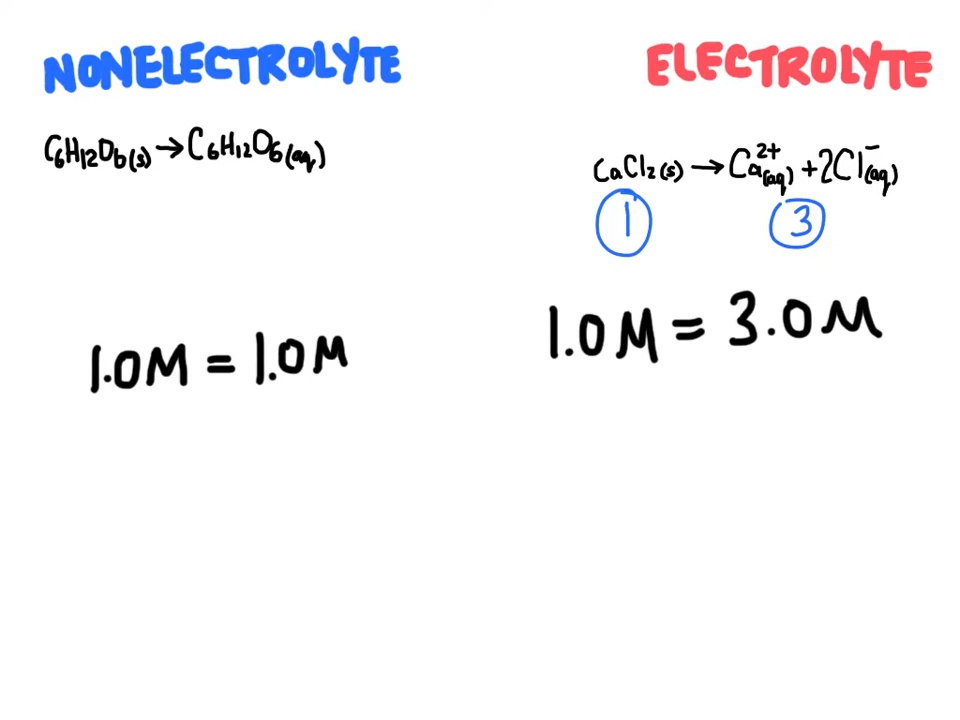 NONELECTROLYTE
C6H12O6(s) → C6H12O6(aq)
1.0M = 1.0M
ELECTROLYTE
CaCl2(s) → Ca2+(aq) + 2Cl-(aq)
1 3
1.0M = 3.0M